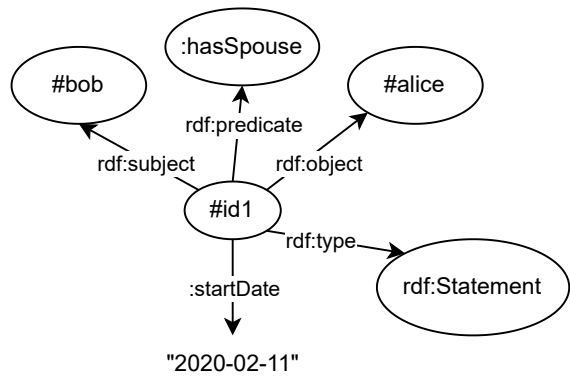 :hasSpouse
#bob
#alice
rdf:predicate
rdf:subject
rdf:object
#id1
rdf:type
:startDate
rdf:Statement
"2020-02-11"